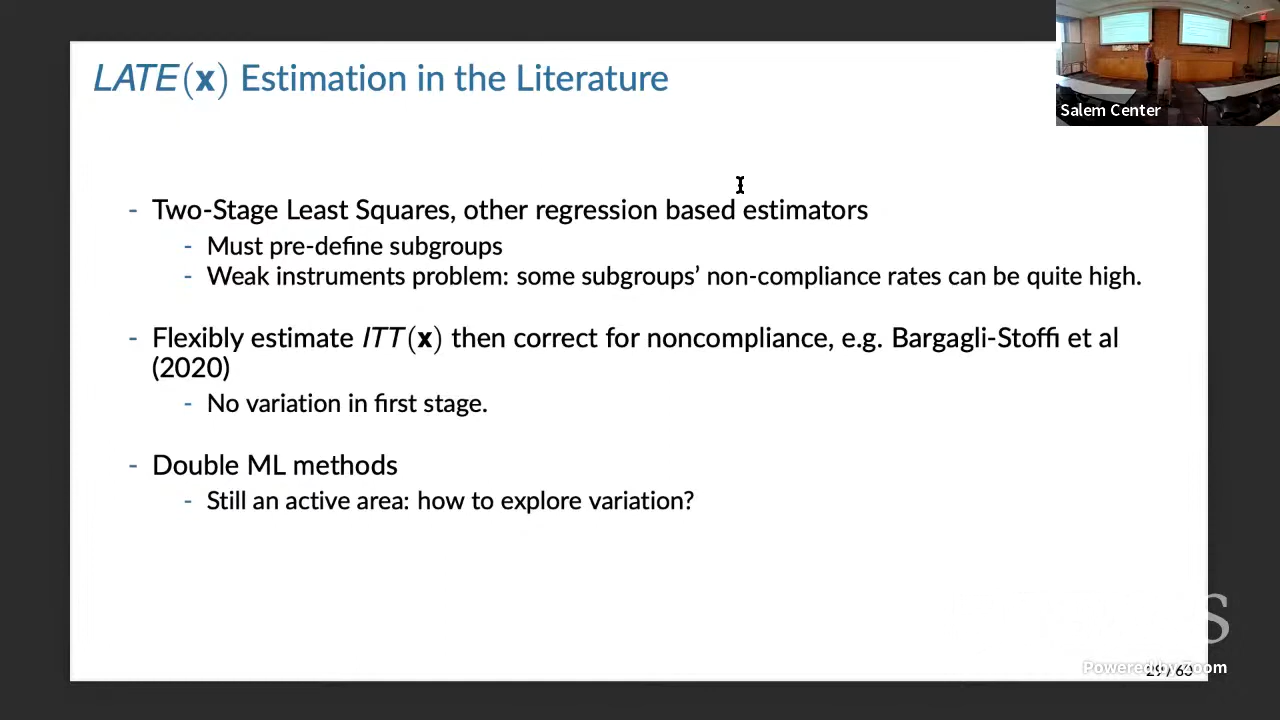 LATE(x) Estimation in the Literature
Salem Center
- Two-Stage Least Squares, other regression based estimators
- Must pre-define subgroups
- Weak instruments problem: some subgroups’ non-compliance rates can be quite high.
- Flexibly estimate ITT(x) then correct for noncompliance, e.g. Bargagli-Stoffi et al
(2020)
- No variation in first stage.
- Double ML methods
- Still an active area: how to explore variation?
S
Powered by Zoom